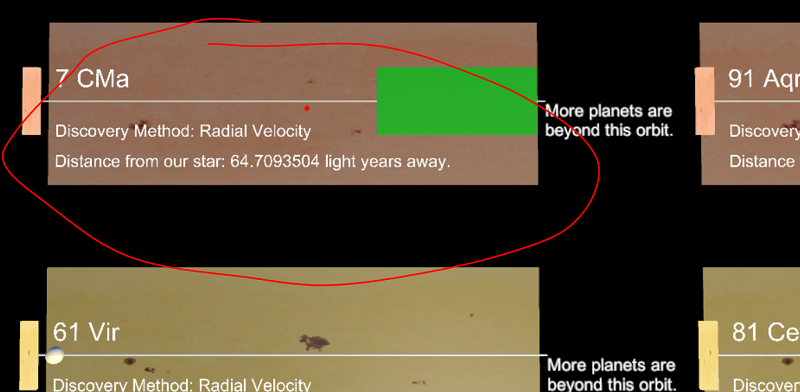 7 CMa
Discovery Method: Radial Velocity
Distance from our star: 64.7093504 light years away.
More planets are
beyond this orbit.
91 Aqr
Discovery
Distance
61 Vir
Discovery Method: Radial Velocity
More planets are
beyond this orbit.
81 Ce
Discover